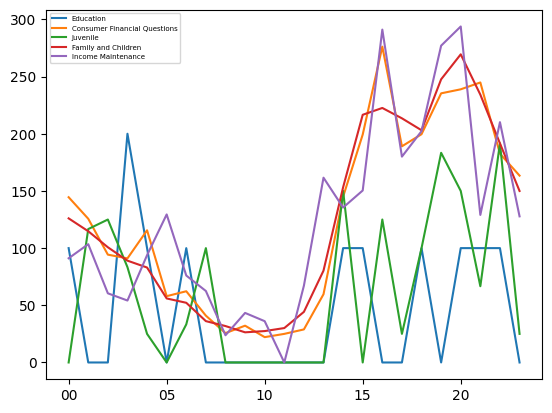 Education
Consumer Financial Questions
Juvenile
Family and Children
Income Maintenance
300
250
200
150
100
50
0
00 05 10 15 20